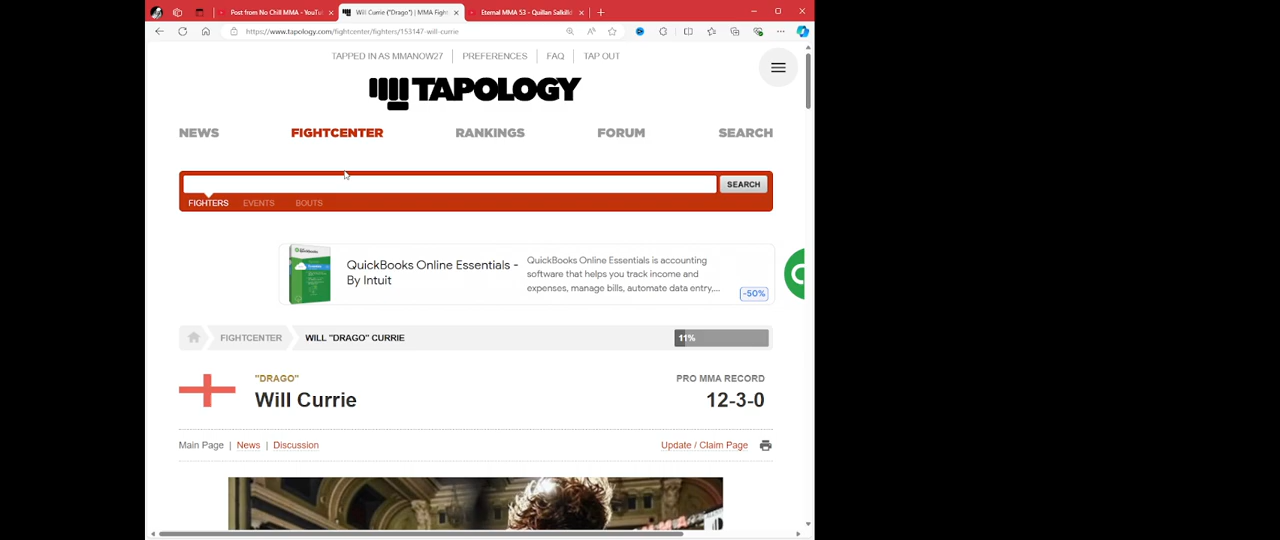 Post from No Chill MMA - YouTu
Will Currie ("Drago") | MMA Figh
Eternal MMA 53 - Quillan Salkilld
https://www.tapology.com/fightcenter/fighters/153147-will-currie
TAPPED IN AS MMANOW27 | PREFERENCES | FAQ | TAP OUT
TAPOLOGY
NEWS FIGHTCENTER RANKINGS FORUM SEARCH
SEARCH
FIGHTERS EVENTS BOUTS
QuickBooks Online Essentials -
By Intuit
QuickBooks Online Essentials is accounting
software that helps you track income and
expenses, manage bills, automate data entry,...
-50%
FIGHTCENTER WILL "DRAGO" CURRIE 11%
"DRAGO"
Will Currie
PRO MMA RECORD
12-3-0
Main Page | News | Discussion
Update / Claim Page